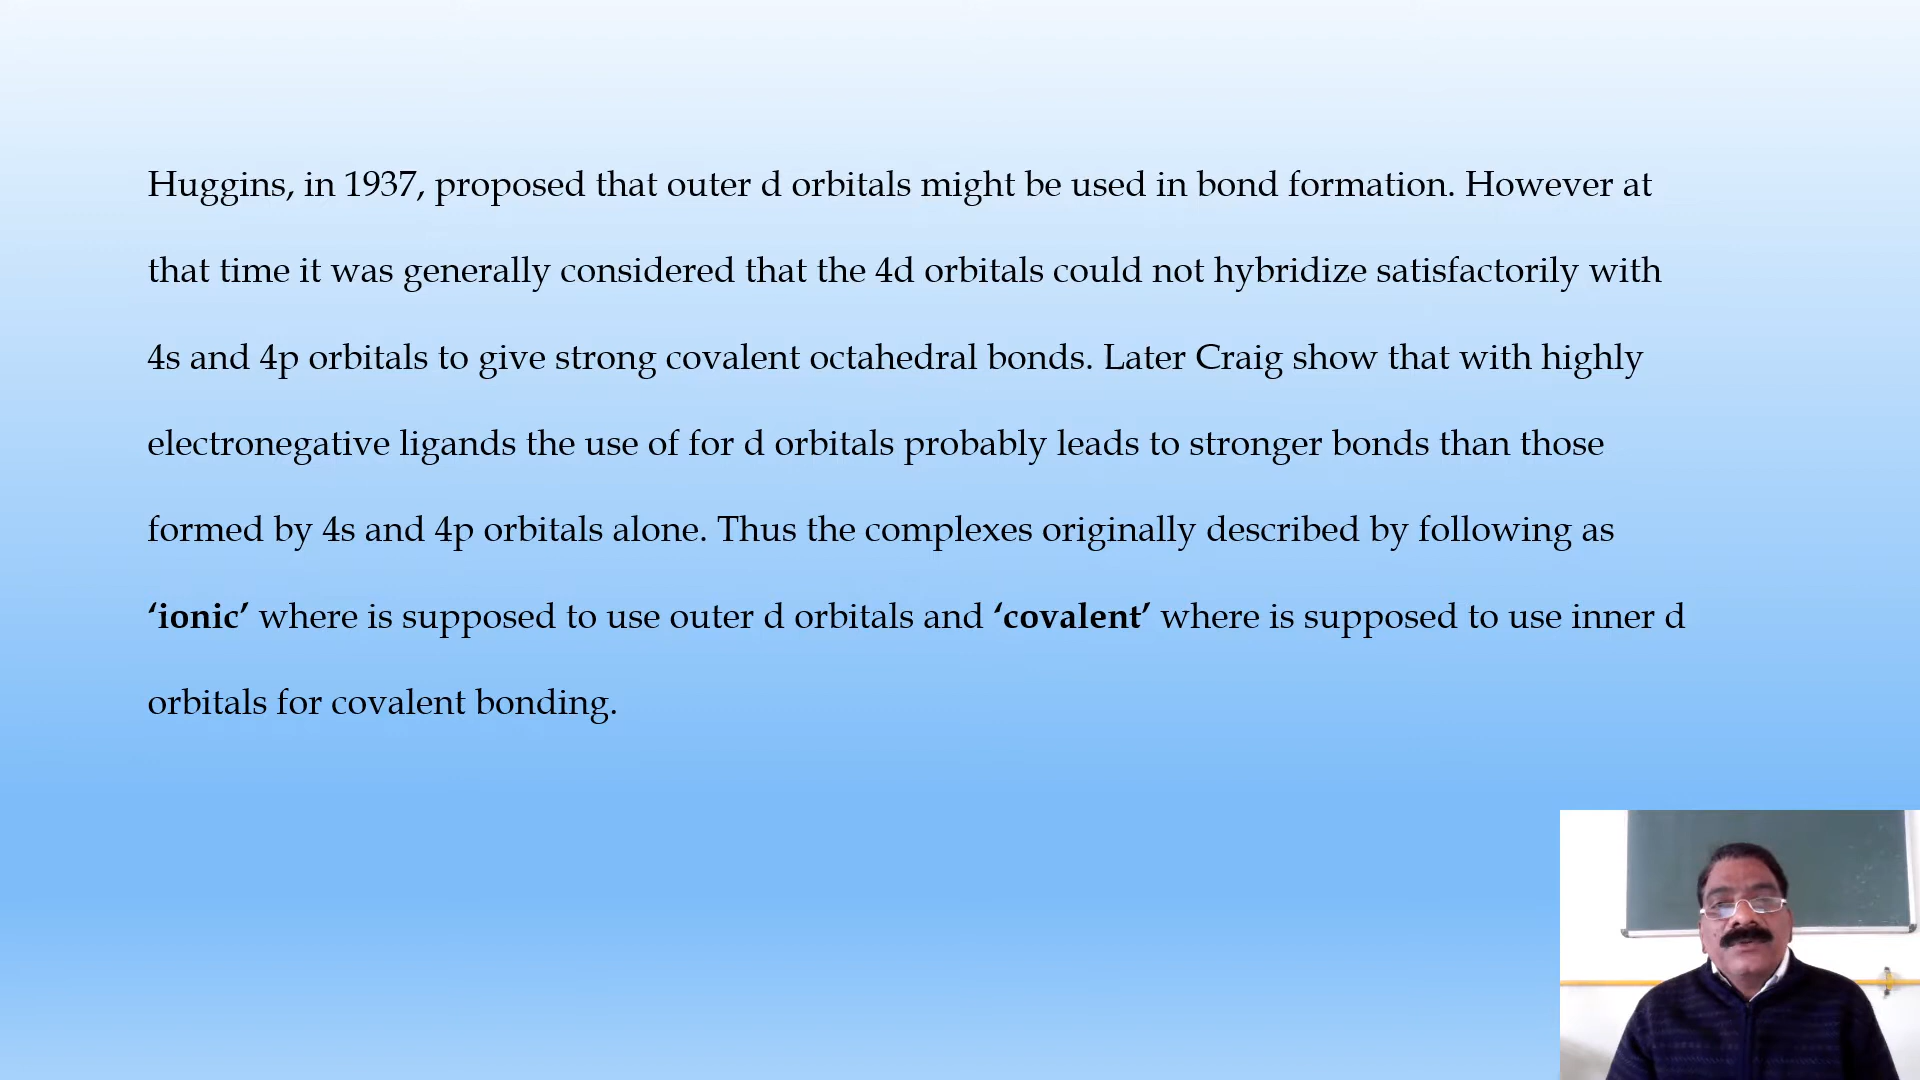 Huggins, in 1937, proposed that outer d orbitals might be used in bond formation. However at
that time it was generally considered that the 4d orbitals could not hybridize satisfactorily with
4s and 4p orbitals to give strong covalent octahedral bonds. Later Craig show that with highly
electronegative ligands the use of for d orbitals probably leads to stronger bonds than those
formed by 4s and 4p orbitals alone. Thus the complexes originally described by following as
‘ionic’ where is supposed to use outer d orbitals and ‘covalent’ where is supposed to use inner d
orbitals for covalent bonding.